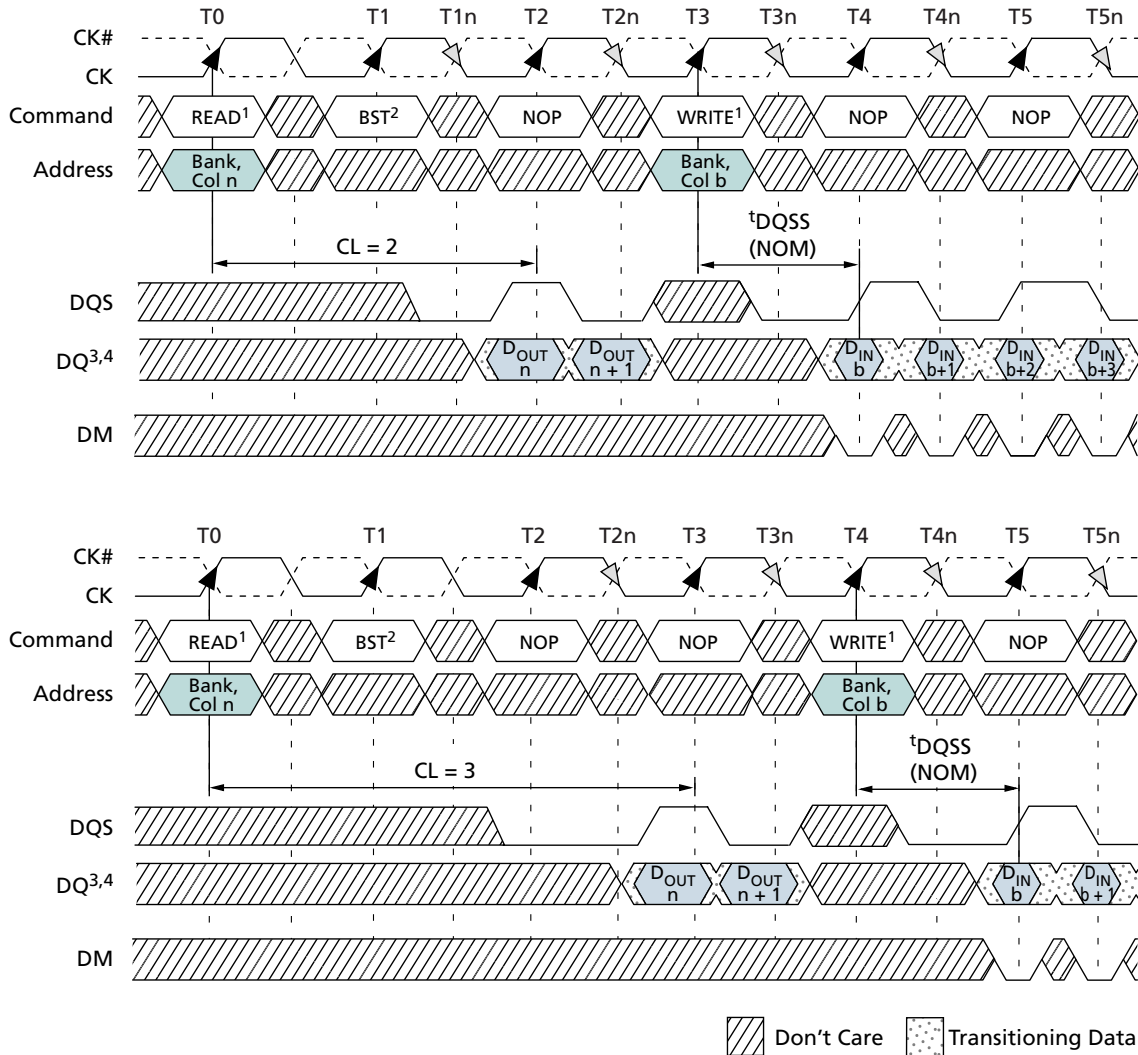 T0 T1 T1n T2 T2n T3 T3n T4 T4n T5 T5n
CK#
CK
Command READ¹ BST² NOP WRITE¹ NOP NOP
Address Bank, Col n Bank, Col b
CL = 2
tDQSS
(NOM)
DQS
DQ³,⁴ DOUT n DOUT n + 1 DIN b DIN b+1 DIN b+2 DIN b+3
DM
T0 T1 T2 T2n T3 T3n T4 T4n T5 T5n
CK#
CK
Command READ¹ BST² NOP NOP WRITE¹ NOP
Address Bank, Col n Bank, Col b
CL = 3
tDQSS
(NOM)
DQS
DQ³,⁴ DOUT n DOUT n + 1 DIN b DIN b + 1
DM
Don't Care Transitioning Data